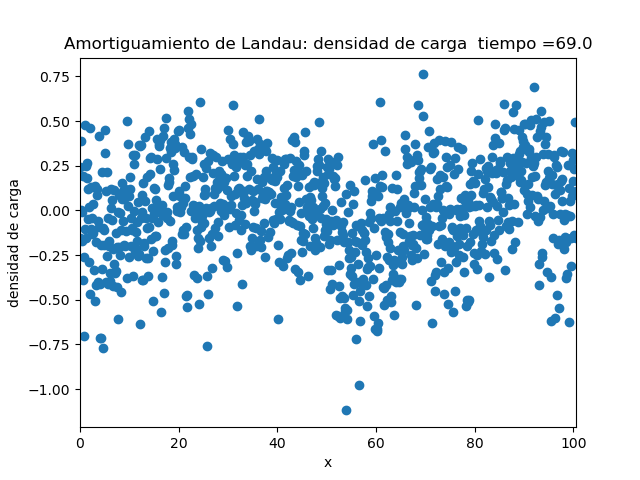 Amortiguamiento de Landau: densidad de carga  tiempo =69.0
0.75
0.50
0.25
0.00
−0.25
−0.50
−0.75
−1.00
densidad de carga
0 20 40 60 80 100
x